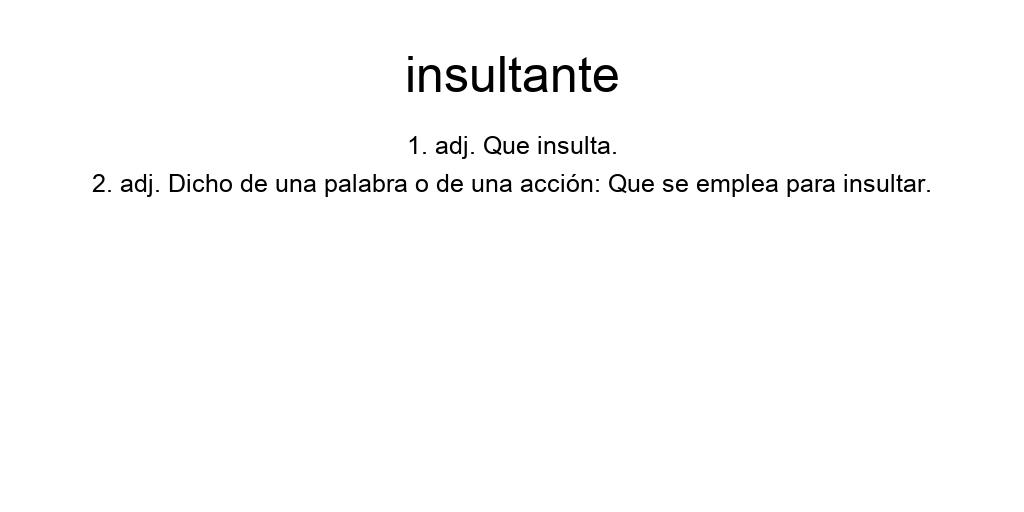 insultante
1. adj. Que insulta.
2. adj. Dicho de una palabra o de una acción: Que se emplea para insultar.